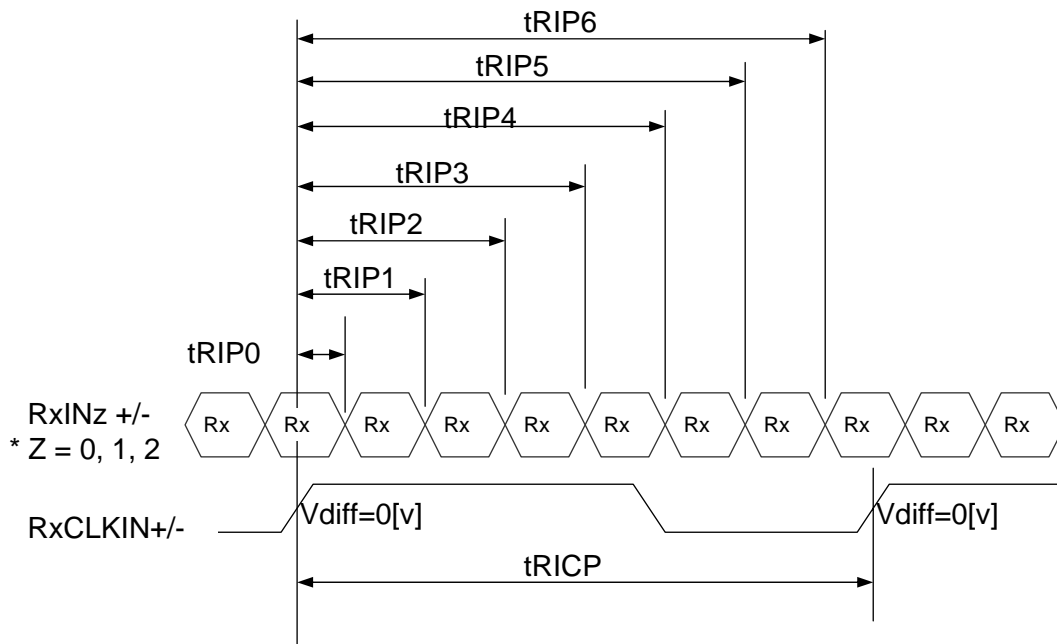 tRIP6
tRIP5
tRIP4
tRIP3
tRIP2
tRIP1
tRIP0
RxINz +/-
* Z = 0, 1, 2
Rx Rx Rx Rx Rx Rx Rx Rx Rx Rx Rx
RxCLKIN+/-
Vdiff=0[v] Vdiff=0[v]
tRICP